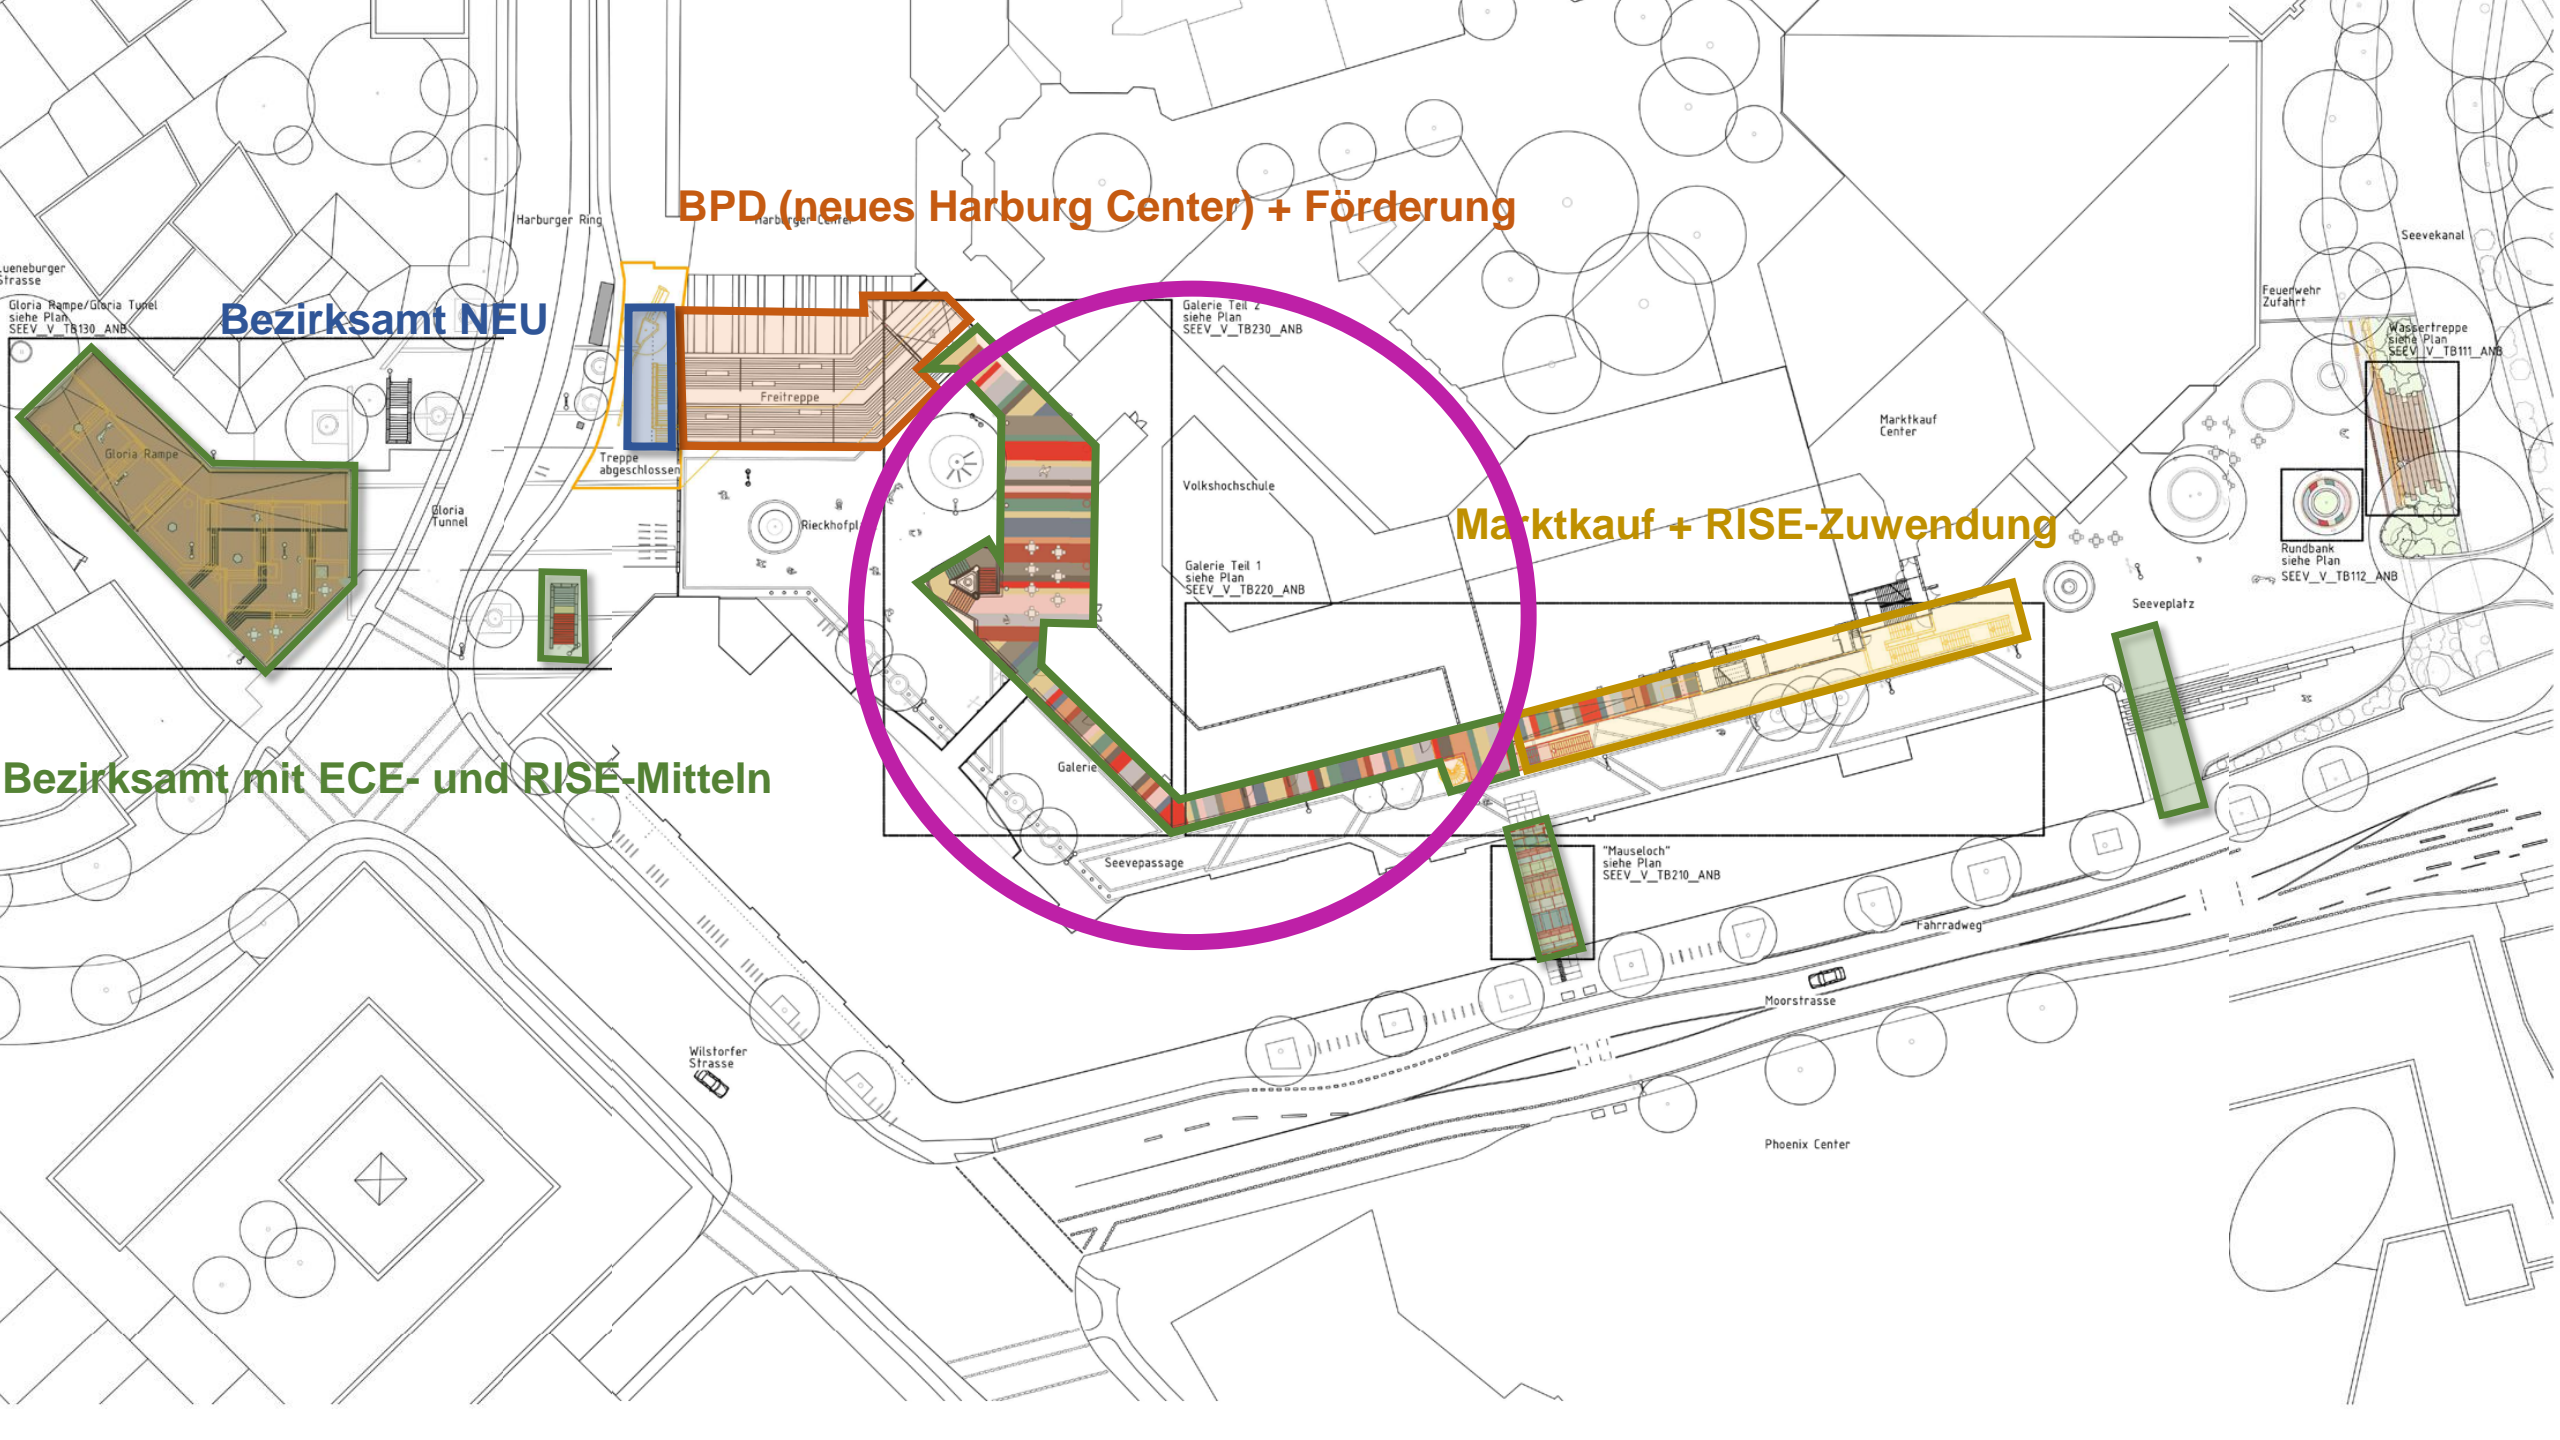 BPD (neues Harburg Center) + Förderung
Harburger Ring
Harburger Center
Seevekanal
Lueneburger
Strasse
Gloria Rampe/Gloria Tunel
siehe Plan
SEEV_V_TB130_ANB
Bezirksamt NEU
Galerie Teil 2
siehe Plan
SEEV_V_TB230_ANB
Feuerwehr
Zufahrt
Wassertreppe
siehe Plan
SEEV_V_TB111_ANB
Freitreppe
Marktkauf
Center
Gloria Rampe
Treppe
abgeschlossen
Volkshochschule
Gloria
Tunnel
Rieckhofpl
Marktkauf + RISE-Zuwendung
Rundbank
siehe Plan
SEEV_V_TB112_ANB
Galerie Teil 1
siehe Plan
SEEV_V_TB220_ANB
Seeveplatz
Bezirksamt mit ECE- und RISE-Mitteln
Galerie
Seevepassage
"Mauseloch"
siehe Plan
SEEV_V_TB210_ANB
Fahrradweg
Moorstrasse
Wilstorfer
Strasse
Phoenix Center